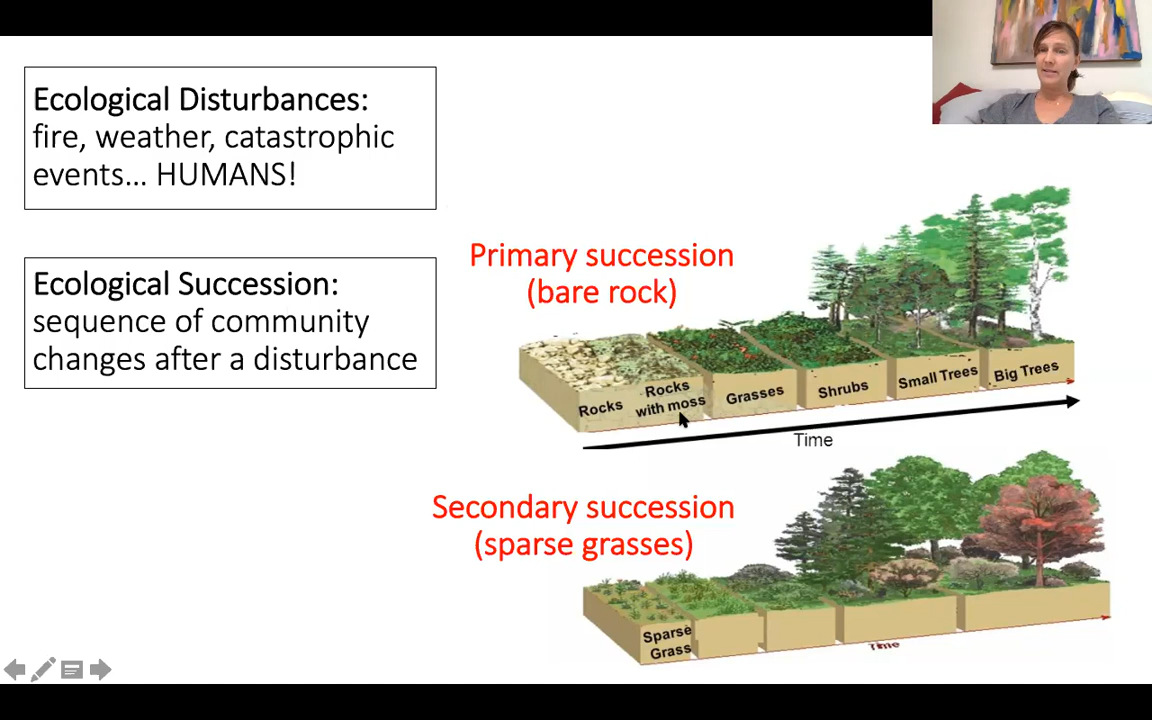 Ecological Disturbances:
fire, weather, catastrophic
events... HUMANS!
Ecological Succession:
sequence of community
changes after a disturbance
Primary succession
(bare rock)
Rocks
Rocks
with moss
Grasses
Shrubs
Small Trees
Big Trees
Time
Secondary succession
(sparse grasses)
Sparse
Grass
Time